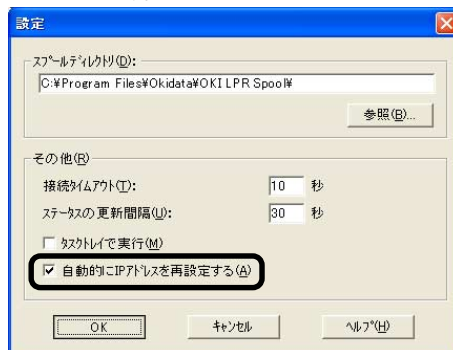 設定
スプールディレクトリ(D):
C:¥Program Files¥Okidata¥OKI LPR Spool¥
参照(B)...
その他(R)
接続タイムアウト(T):
10 秒
ステータスの更新間隔(U):
30 秒
タスクトレイで実行(M)
自動的にIPアドレスを再設定する(A)
OK
キャンセル
ヘルプ(H)